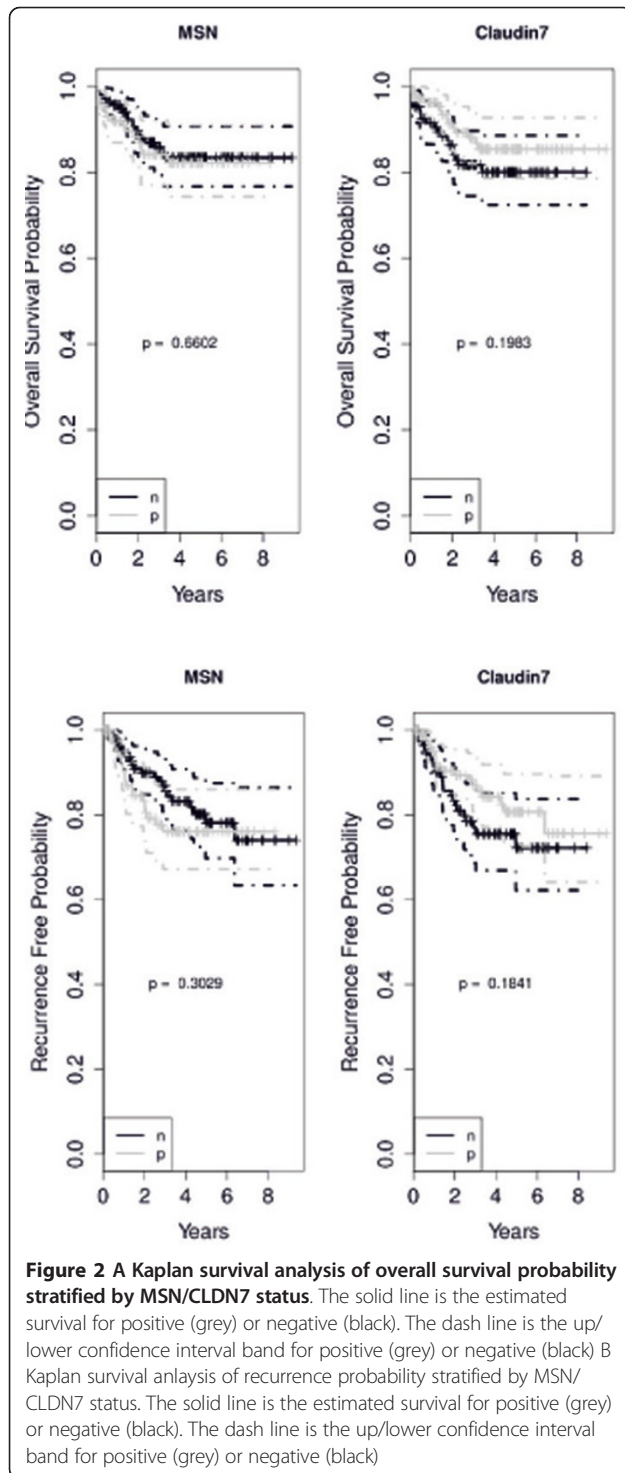 MSN
Claudin7
Overall Survival Probability
0.0 0.2 0.4 0.6 0.8 1.0
p = 0.6602
n
p
0 2 4 6 8
Years
Overall Survival Probability
0.0 0.2 0.4 0.6 0.8 1.0
p = 0.1983
n
p
0 2 4 6 8
Years
MSN
Claudin7
Recurrence Free Probability
0.0 0.2 0.4 0.6 0.8 1.0
p = 0.3029
n
p
0 2 4 6 8
Years
Recurrence Free Probability
0.0 0.2 0.4 0.6 0.8 1.0
p = 0.1841
n
p
0 2 4 6 8
Years
Figure 2 A Kaplan survival analysis of overall survival probability
stratified by MSN/CLDN7 status. The solid line is the estimated
survival for positive (grey) or negative (black). The dash line is the up/
lower confidence interval band for positive (grey) or negative (black) B
Kaplan survival anlaysis of recurrence probability stratified by MSN/
CLDN7 status. The solid line is the estimated survival for positive (grey)
or negative (black). The dash line is the up/lower confidence interval
band for positive (grey) or negative (black)